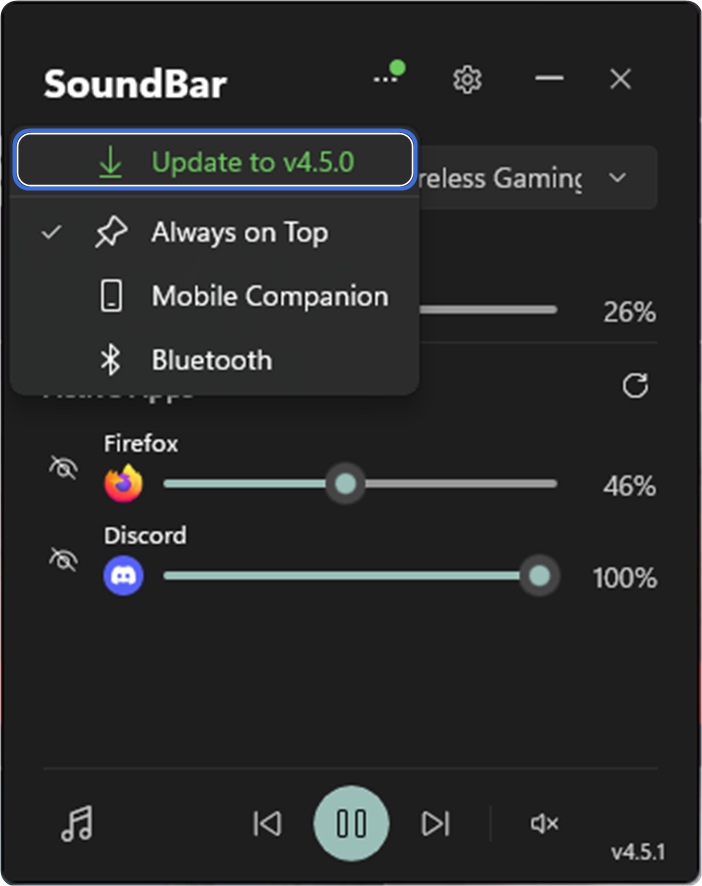 SoundBar
Update to v4.5.0
reless Gaming
Always on Top
Mobile Companion
26%
Bluetooth
Firefox
46%
Discord
100%
v4.5.1